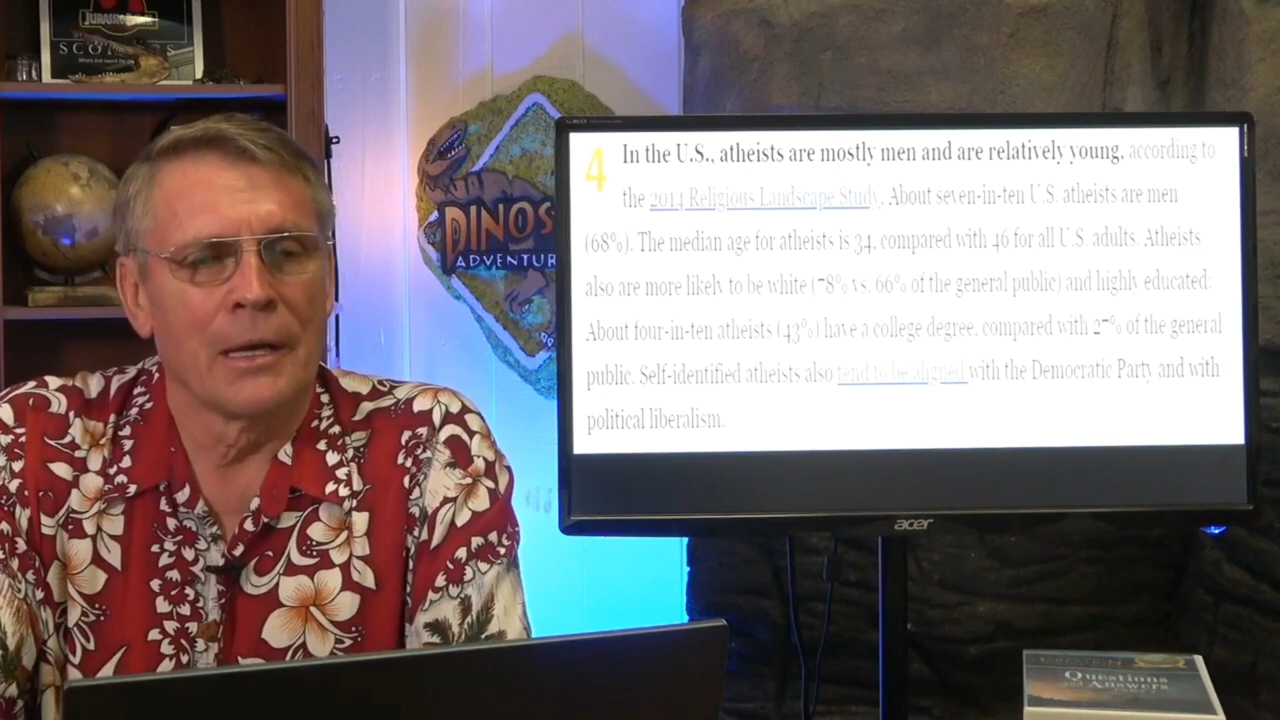 JURASSIC PARK
SCORPIONS
DINOS
ADVENTUR
4 In the U.S., atheists are mostly men and are relatively young, according to
the 2014 Religious Landscape Study. About seven-in-ten U.S. atheists are men
(68%). The median age for atheists is 34, compared with 46 for all U.S. adults. Atheists
also are more likely to be white (78% vs. 66% of the general public) and highly educated:
About four-in-ten atheists (43%) have a college degree, compared with 27% of the general
public. Self-identified atheists also tend to be aligned with the Democratic Party and with
political liberalism.
acer
Questions
and Answers